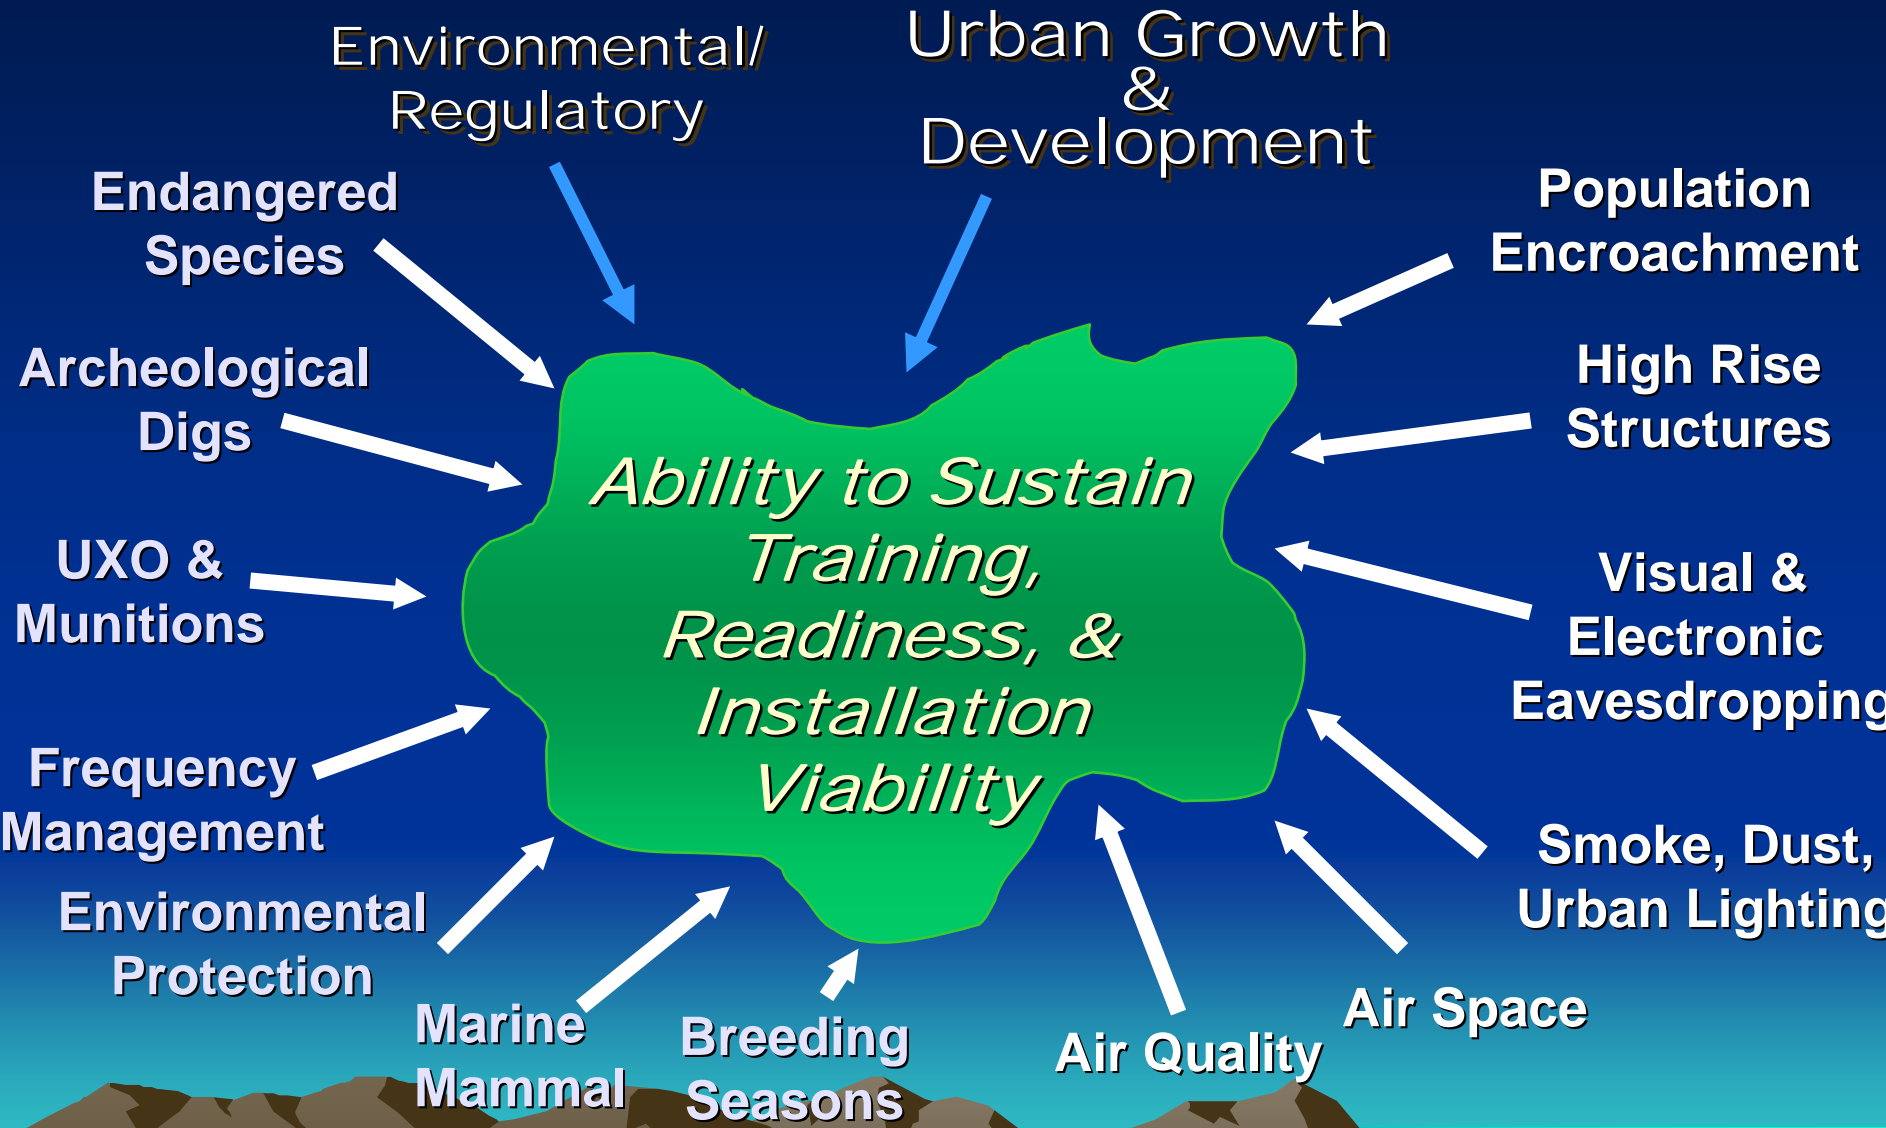 Environmental/
Regulatory
Urban Growth
&
Development
Endangered
Species
Archeological
Digs
UXO &
Munitions
Frequency
Management
Environmental
Protection
Marine
Mammal
Breeding
Seasons
Ability to Sustain
Training,
Readiness, &
Installation
Viability
Population
Encroachment
High Rise
Structures
Visual &
Electronic
Eavesdropping
Smoke, Dust,
Urban Lighting
Air Space
Air Quality